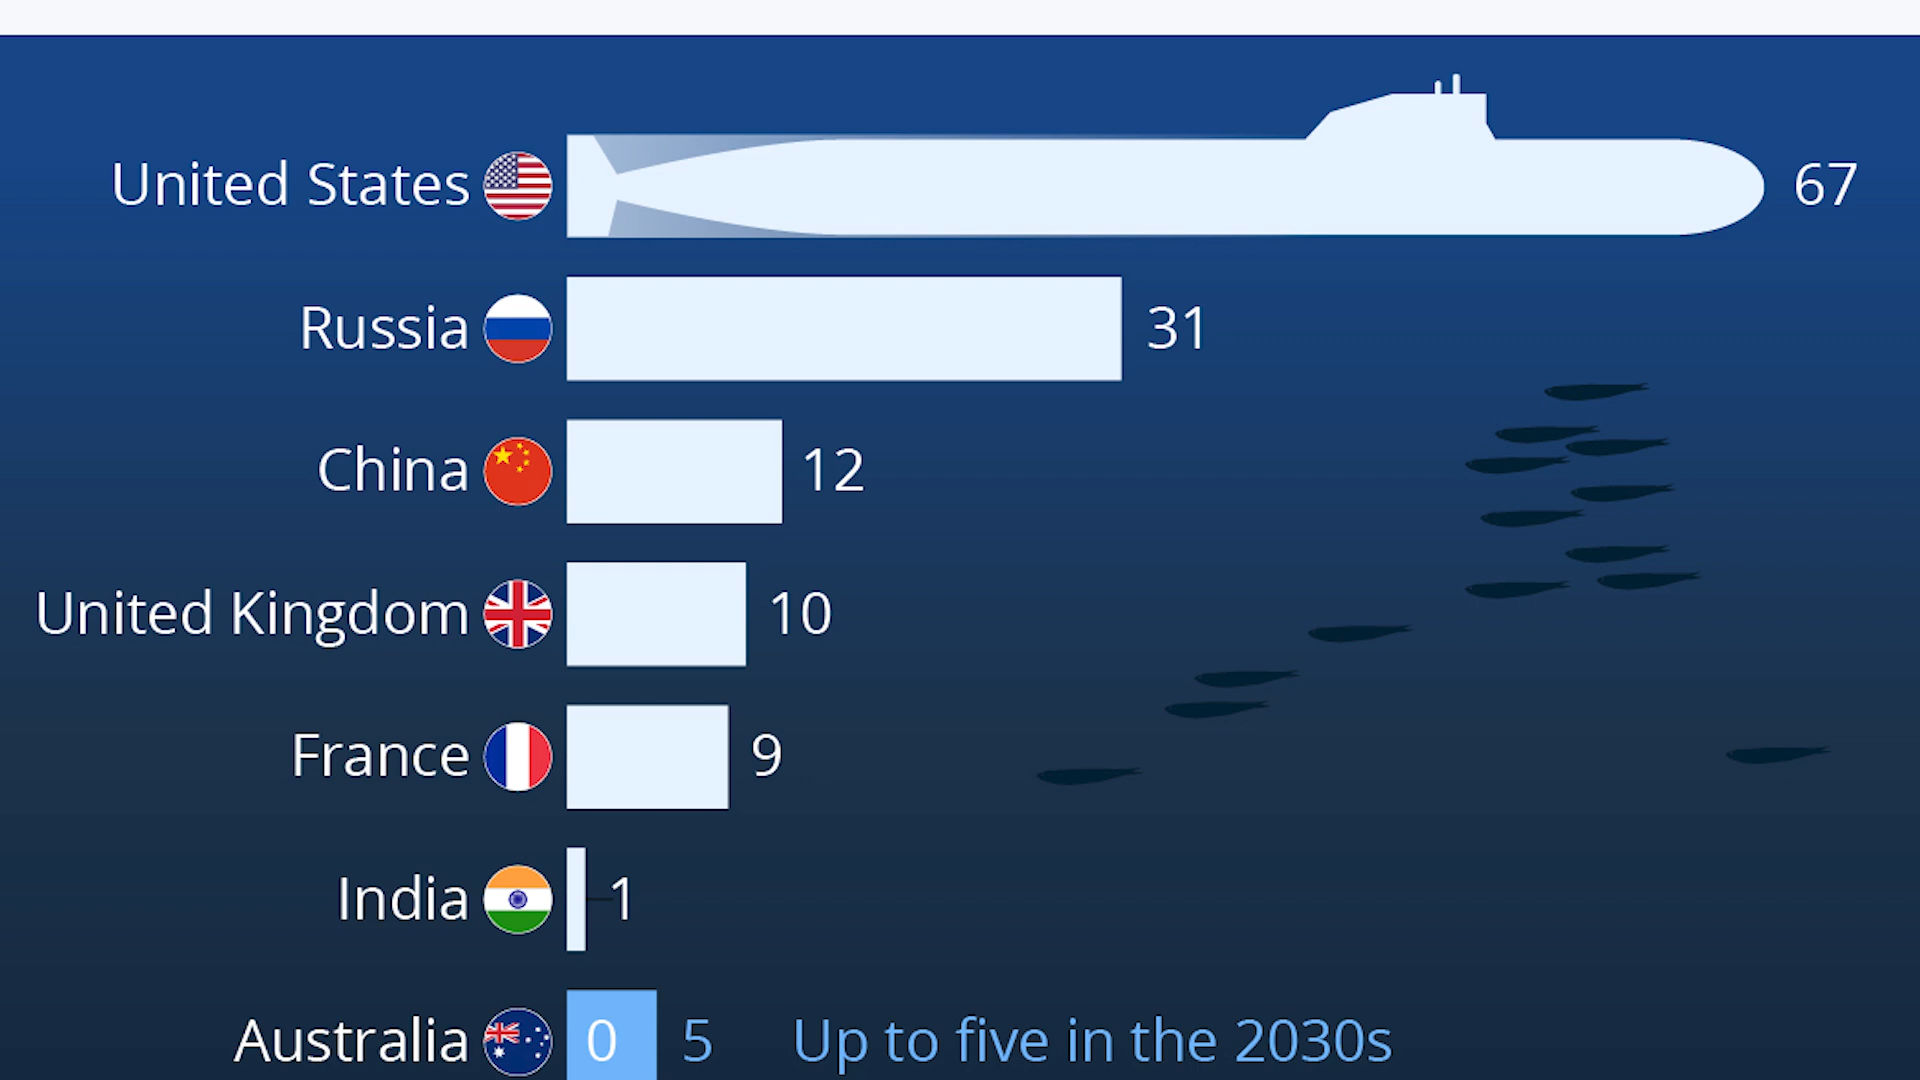 United States 67
Russia 31
China 12
United Kingdom 10
France 9
India 1
Australia 0 5 Up to five in the 2030s